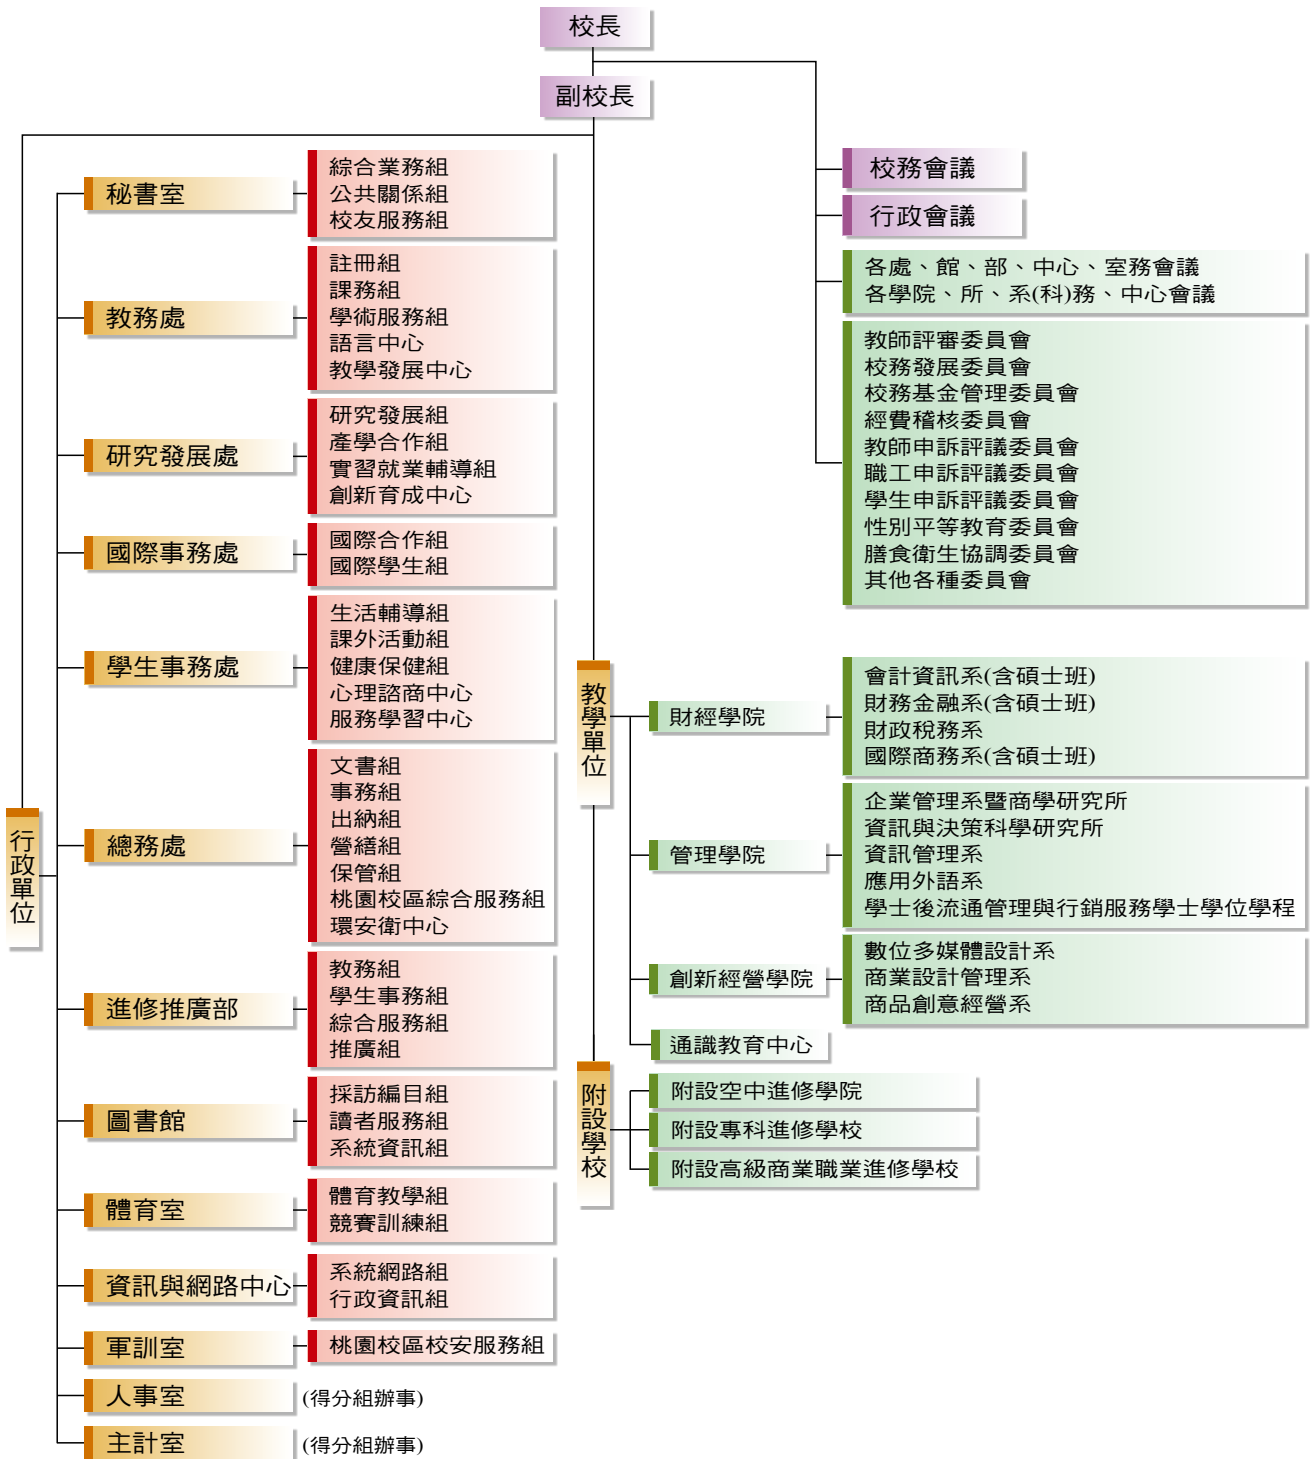 校長
副校長
校務會議
行政會議
各處、館、部、中心、室務會議
各學院、所、系(科)務、中心會議
教師評審委員會
校務發展委員會
校務基金管理委員會
經費稽核委員會
教師申訴評議委員會
職工申訴評議委員會
學生申訴評議委員會
性別平等教育委員會
膳食衛生協調委員會
其他各種委員會
行政單位
秘書室
綜合業務組
公共關係組
校友服務組
教務處
註冊組
課務組
學術服務組
語言中心
教學發展中心
研究發展處
研究發展組
產學合作組
實習就業輔導組
創新育成中心
國際事務處
國際合作組
國際學生組
學生事務處
生活輔導組
課外活動組
健康保健組
心理諮商中心
服務學習中心
總務處
文書組
事務組
出納組
營繕組
保管組
桃園校區綜合服務組
環安衛中心
進修推廣部
教務組
學生事務組
綜合服務組
推廣組
圖書館
採訪編目組
讀者服務組
系統資訊組
體育室
體育教學組
競賽訓練組
資訊與網路中心
系統網路組
行政資訊組
軍訓室
桃園校區校安服務組
人事室
(得分組辦事)
主計室
(得分組辦事)
教學單位
財經學院
會計資訊系(含碩士班)
財務金融系(含碩士班)
財政稅務系
國際商務系(含碩士班)
管理學院
企業管理系暨商學研究所
資訊與決策科學研究所
資訊管理系
應用外語系
學士後流通管理與行銷服務學士學位學程
創新經營學院
數位多媒體設計系
商業設計管理系
商品創意經營系
通識教育中心
附設學校
附設空中進修學院
附設專科進修學校
附設高級商業職業進修學校